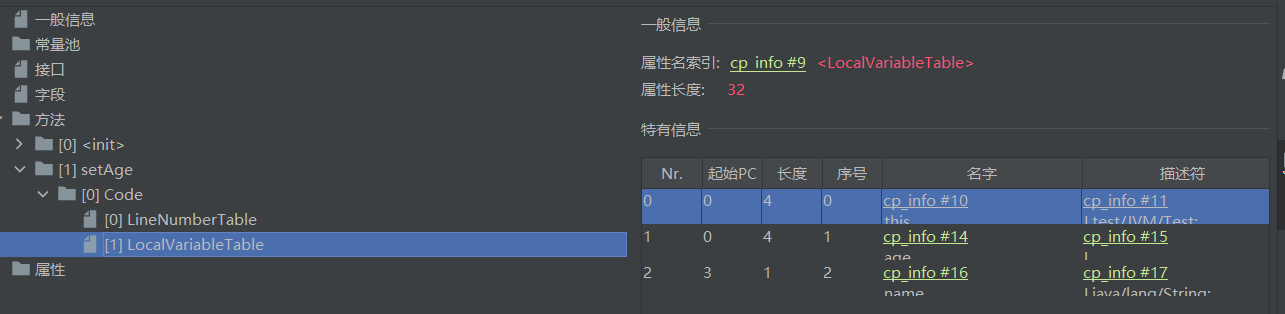 一般信息
常量池
接口
字段
方法
[0] <init>
[1] setAge
[0] Code
[0] LineNumberTable
[1] LocalVariableTable
属性
一般信息
属性名索引: cp_info #9 <LocalVariableTable>
属性长度: 32
特有信息
Nr. 起始PC 长度 序号 名字 描述符
0 0 4 0 cp_info #10 cp_info #11
this Ltest/JVM/Test;
1 0 4 1 cp_info #14 cp_info #15
age
2 3 1 2 cp_info #16 cp_info #17
name Ljava/lang/String;